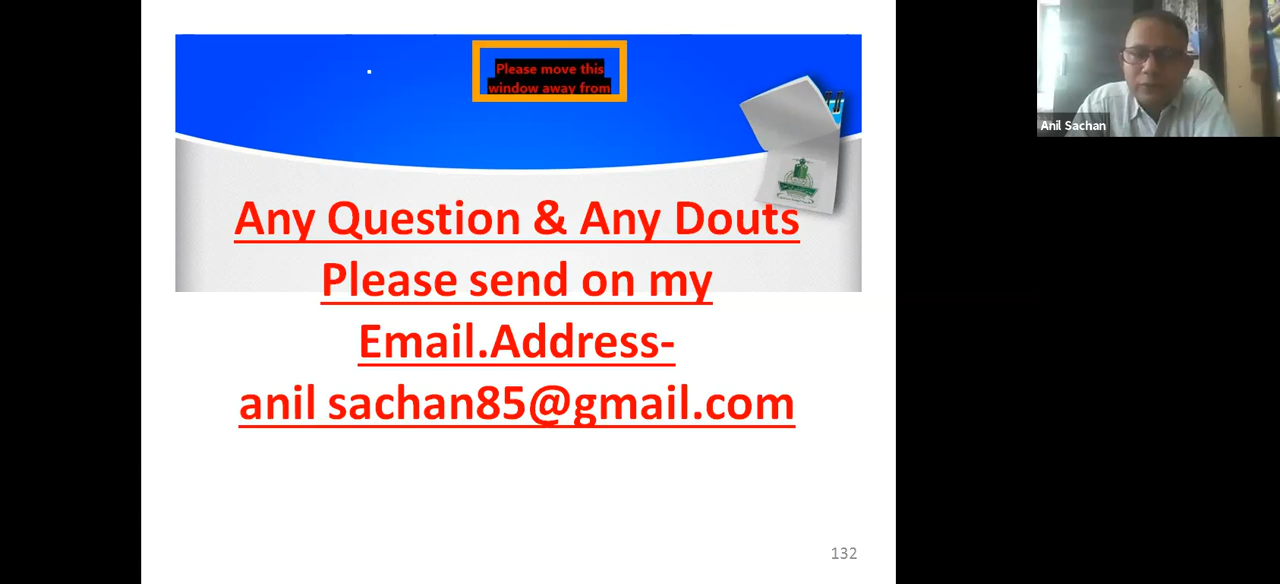 Please move this
window away from
Anil Sachan
Any Question & Any Douts
Please send on my
Email.Address-
anil sachan85@gmail.com
132